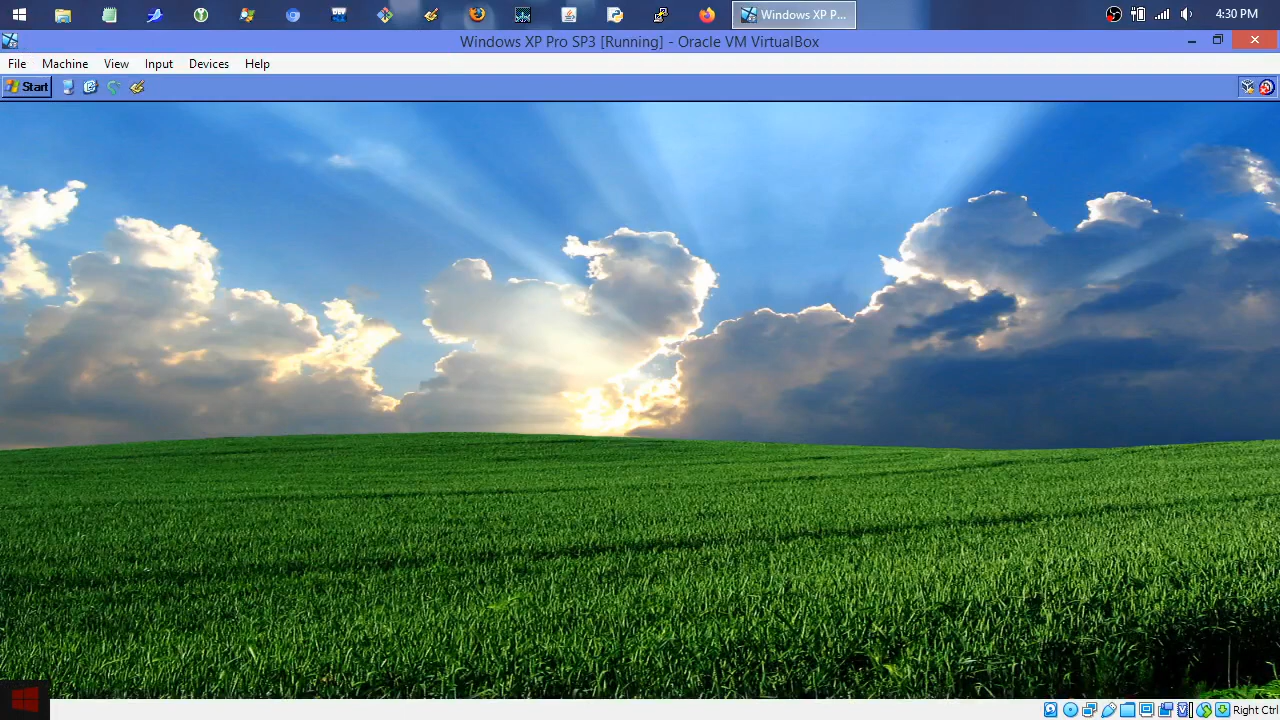 Windows XP P...
4:30 PM
Windows XP Pro SP3 [Running] - Oracle VM VirtualBox
File Machine View Input Devices Help
Start
Right Ctrl